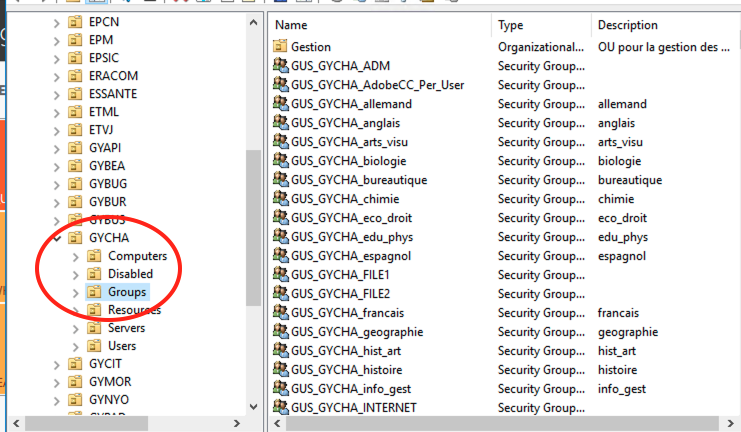 EPCN
EPM
EPSIC
ERACOM
ESSANTE
ETML
ETVJ
GYAPI
GYBEA
GYBUG
GYBUR
GYBUS
GYCHA
Computers
Disabled
Groups
Resources
Servers
Users
GYCIT
GYMOR
GYNYO
Name Type Description
Gestion Organizational... OU pour la gestion des ...
GUS_GYCHA_ADM Security Group...
GUS_GYCHA_AdobeCC_Per_User Security Group...
GUS_GYCHA_allemand Security Group... allemand
GUS_GYCHA_anglais Security Group... anglais
GUS_GYCHA_arts_visu Security Group... arts_visu
GUS_GYCHA_biologie Security Group... biologie
GUS_GYCHA_bureautique Security Group... bureautique
GUS_GYCHA_chimie Security Group... chimie
GUS_GYCHA_eco_droit Security Group... eco_droit
GUS_GYCHA_edu_phys Security Group... edu_phys
GUS_GYCHA_espagnol Security Group... espagnol
GUS_GYCHA_FILE1 Security Group...
GUS_GYCHA_FILE2 Security Group...
GUS_GYCHA_francais Security Group... francais
GUS_GYCHA_geographie Security Group... geographie
GUS_GYCHA_hist_art Security Group... hist_art
GUS_GYCHA_histoire Security Group... histoire
GUS_GYCHA_info_gest Security Group... info_gest
GUS_GYCHA_INTERNET Security Group...